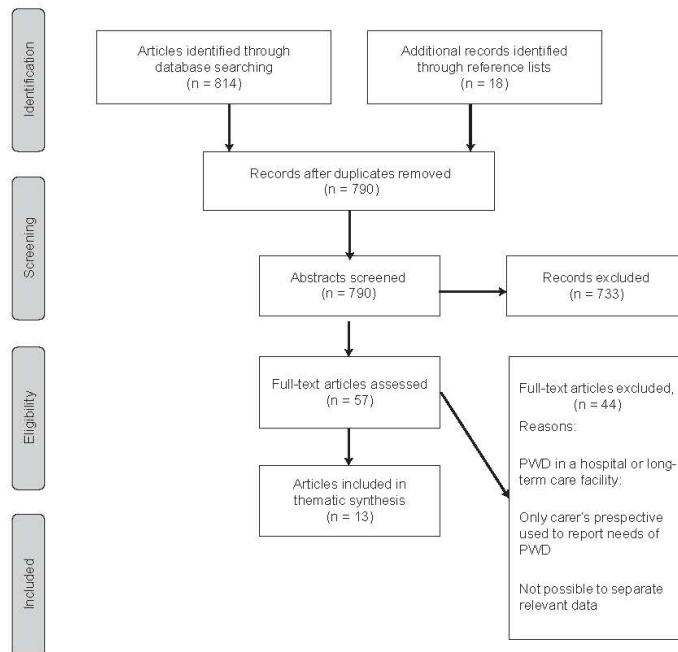 Identification
Articles identified through
database searching
(n = 814)
Additional records identified
through reference lists
(n = 18)
Records after duplicates removed
(n = 790)
Screening
Abstracts screened
(n = 790)
Records excluded
(n = 733)
Eligibility
Full-text articles assessed
(n = 57)
Full-text articles excluded,
(n = 44)
Reasons:
PWD in a hospital or long-
term care facility:
Only carer's prespective
used to report needs of
PWD
Not possible to separate
relevant data
Included
Articles included in
thematic synthesis
(n = 13)